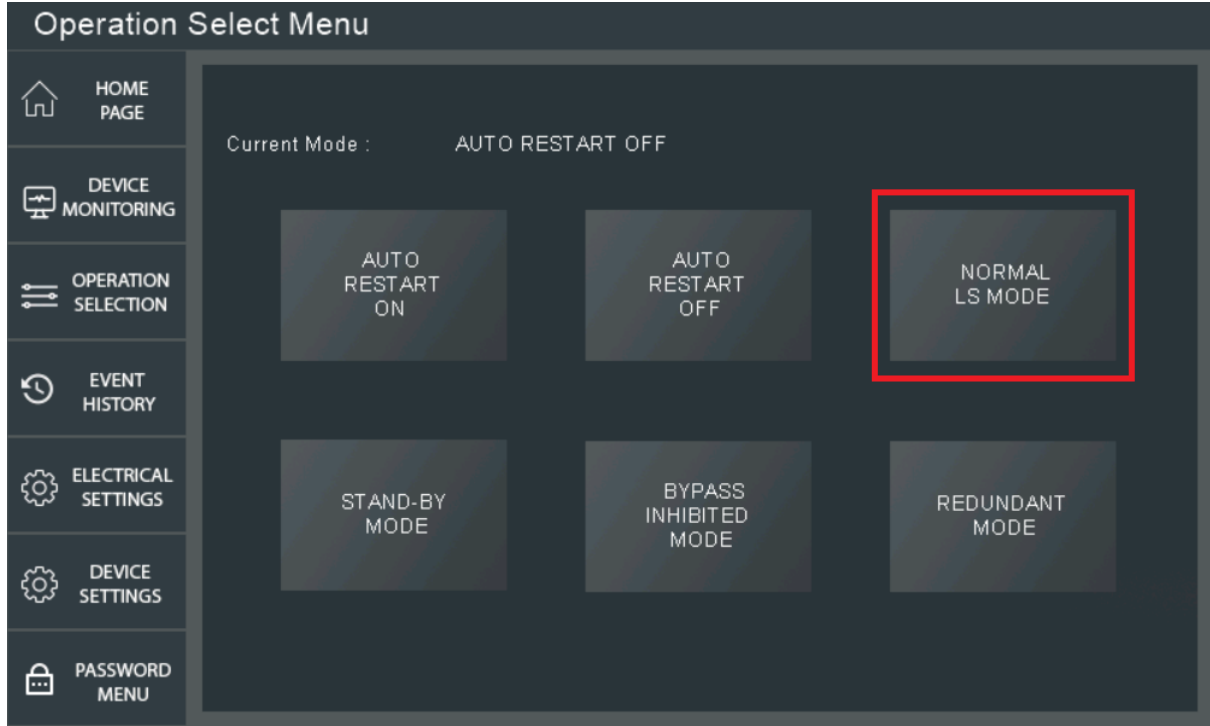 Operation Select Menu
HOME
PAGE
DEVICE
MONITORING
OPERATION
SELECTION
EVENT
HISTORY
ELECTRICAL
SETTINGS
DEVICE
SETTINGS
PASSWORD
MENU
Current Mode : AUTO RESTART OFF
AUTO
RESTART
ON
AUTO
RESTART
OFF
NORMAL
LS MODE
STAND-BY
MODE
BYPASS
INHIBITED
MODE
REDUNDANT
MODE